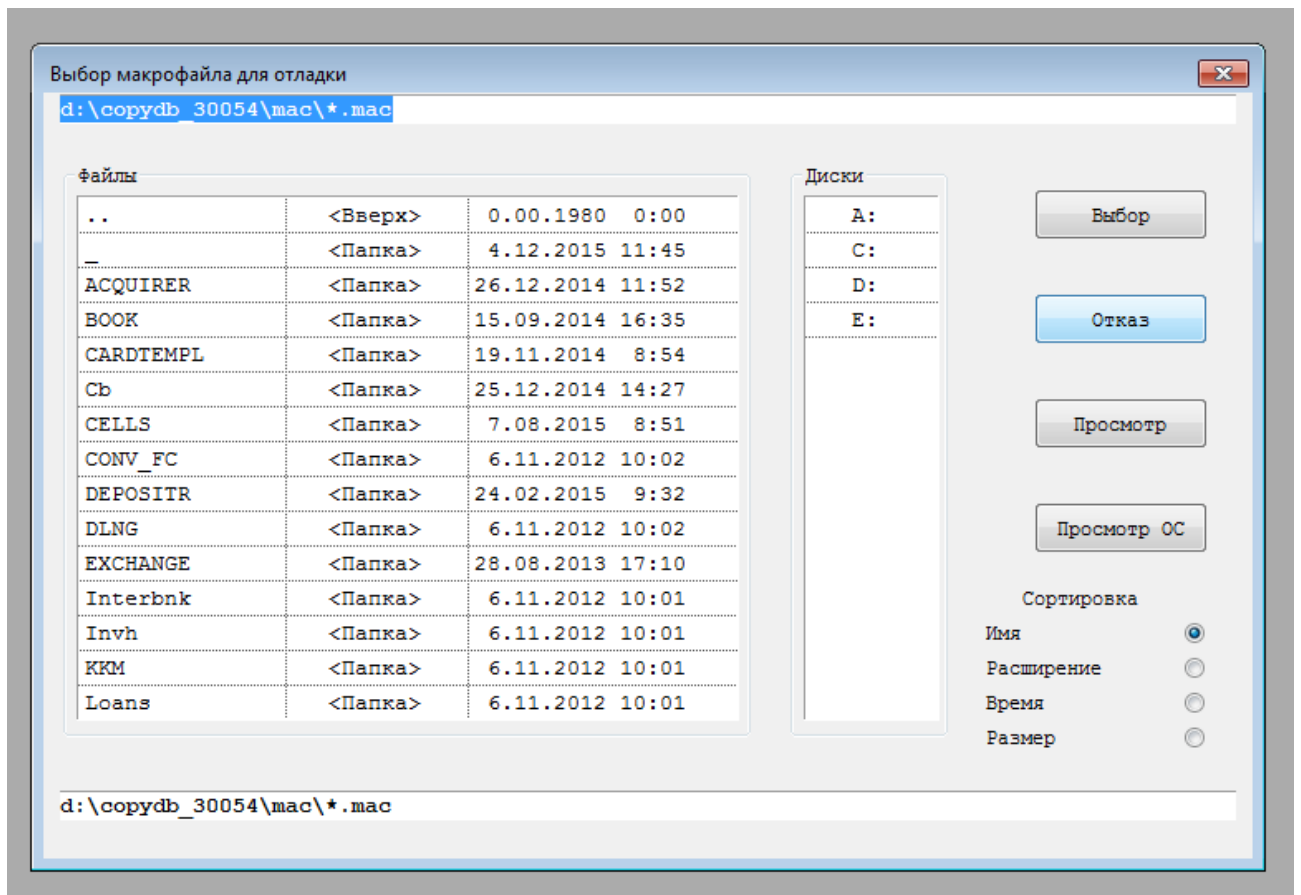 Выбор макрофайла для отладки
d:\copydb_30054\mac\*.mac
Файлы
.. <Вверх> 0.00.1980 0:00
_ <Папка> 4.12.2015 11:45
ACQUIRER <Папка> 26.12.2014 11:52
BOOK <Папка> 15.09.2014 16:35
CARDTEMPL <Папка> 19.11.2014 8:54
Cb <Папка> 25.12.2014 14:27
CELLS <Папка> 7.08.2015 8:51
CONV_FC <Папка> 6.11.2012 10:02
DEPOSITR <Папка> 24.02.2015 9:32
DLNG <Папка> 6.11.2012 10:02
EXCHANGE <Папка> 28.08.2013 17:10
Interbnk <Папка> 6.11.2012 10:01
Invh <Папка> 6.11.2012 10:01
KKM <Папка> 6.11.2012 10:01
Loans <Папка> 6.11.2012 10:01
Диски
A:
C:
D:
E:
Выбор
Отказ
Просмотр
Просмотр ОС
Сортировка
Имя
Расширение
Время
Размер
d:\copydb_30054\mac\*.mac